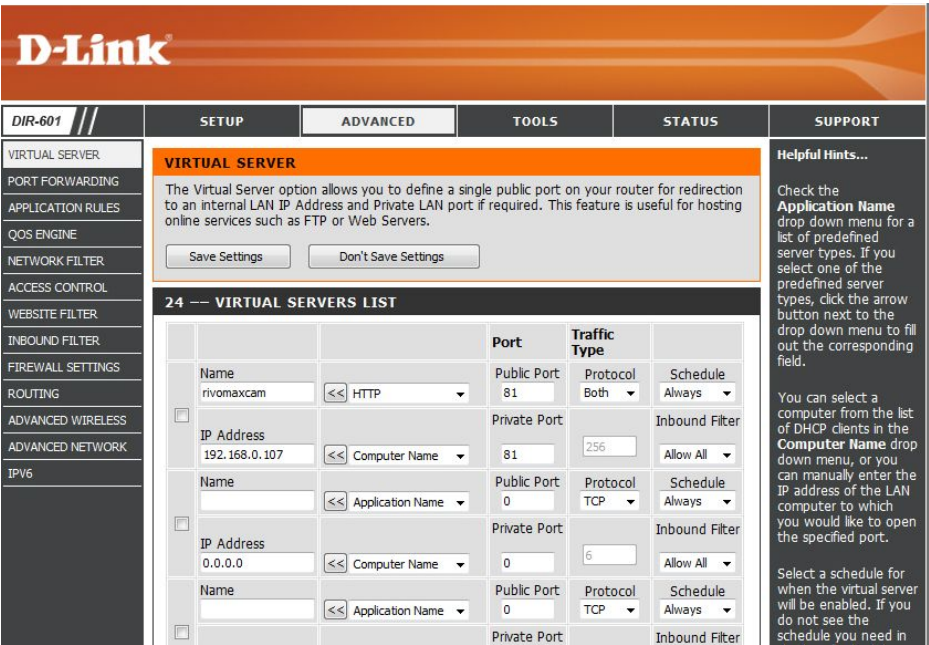 D-Link®
DIR-601
SETUP
ADVANCED
TOOLS
STATUS
SUPPORT
VIRTUAL SERVER
PORT FORWARDING
APPLICATION RULES
QOS ENGINE
NETWORK FILTER
ACCESS CONTROL
WEBSITE FILTER
INBOUND FILTER
FIREWALL SETTINGS
ROUTING
ADVANCED WIRELESS
ADVANCED NETWORK
IPV6
VIRTUAL SERVER
The Virtual Server option allows you to define a single public port on your router for redirection
to an internal LAN IP Address and Private LAN port if required. This feature is useful for hosting
online services such as FTP or Web Servers.
Save Settings Don't Save Settings
24 -- VIRTUAL SERVERS LIST
Port Traffic
Type
Name Public Port Protocol Schedule
rivomaxcam << HTTP 81 Both Always
IP Address Private Port Inbound Filter
192.168.0.107 << Computer Name 81 256 Allow All
Name Public Port Protocol Schedule
<< Application Name 0 TCP Always
IP Address Private Port Inbound Filter
0.0.0.0 << Computer Name 0 6 Allow All
Name Public Port Protocol Schedule
<< Application Name 0 TCP Always
Private Port Inbound Filter
Helpful Hints...
Check the
Application Name
drop down menu for a
list of predefined
server types. If you
select one of the
predefined server
types, click the arrow
button next to the
drop down menu to fill
out the corresponding
field.
You can select a
computer from the list
of DHCP clients in the
Computer Name drop
down menu, or you
can manually enter the
IP address of the LAN
computer to which
you would like to open
the specified port.
Select a schedule for
when the virtual server
will be enabled. If you
do not see the
schedule you need in